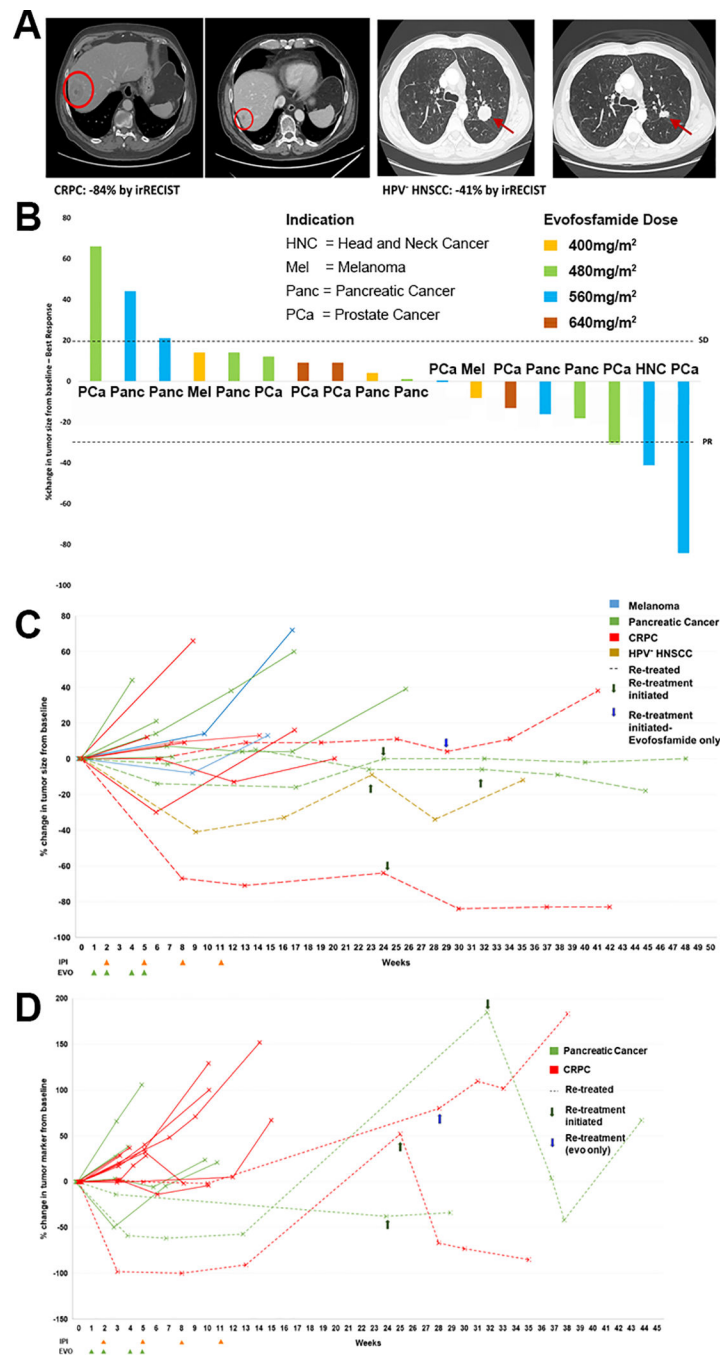 A
CRPC: -84% by irRECIST
HPV- HNSCC: -41% by irRECIST
B
Indication
HNC = Head and Neck Cancer
Mel = Melanoma
Panc = Pancreatic Cancer
PCa = Prostate Cancer
Evofosfamide Dose
400mg/m2
480mg/m2
560mg/m2
640mg/m2
%change in tumor size from baseline – Best Response
80
60
40
20
0
-20
-40
-60
-80
-100
SD
PR
PCa Panc Panc Mel Panc PCa PCa PCa Panc Panc
PCa Mel PCa Panc Panc PCa HNC PCa
C
Melanoma
Pancreatic Cancer
CRPC
HPV- HNSCC
Re-treated
Re-treatment
initiated
Re-treatment
initiated-
Evofosfamide only
% change in tumor size from baseline
80
60
40
20
0
-20
-40
-60
-80
-100
0 1 2 3 4 5 6 7 8 9 10 11 12 13 14 15 16 17 18 19 20 21 22 23 24 25 26 27 28 29 30 31 32 33 34 35 36 37 38 39 40 41 42 43 44 45 46 47 48 49 50
Weeks
IPI
EVO
D
Pancreatic Cancer
CRPC
Re-treated
Re-treatment
initiated
Re-treatment
(evo only)
% change in tumor marker from baseline
200
150
100
50
0
-50
-100
-150
0 1 2 3 4 5 6 7 8 9 10 11 12 13 14 15 16 17 18 19 20 21 22 23 24 25 26 27 28 29 30 31 32 33 34 35 36 37 38 39 40 41 42 43 44 45
Weeks
IPI
EVO